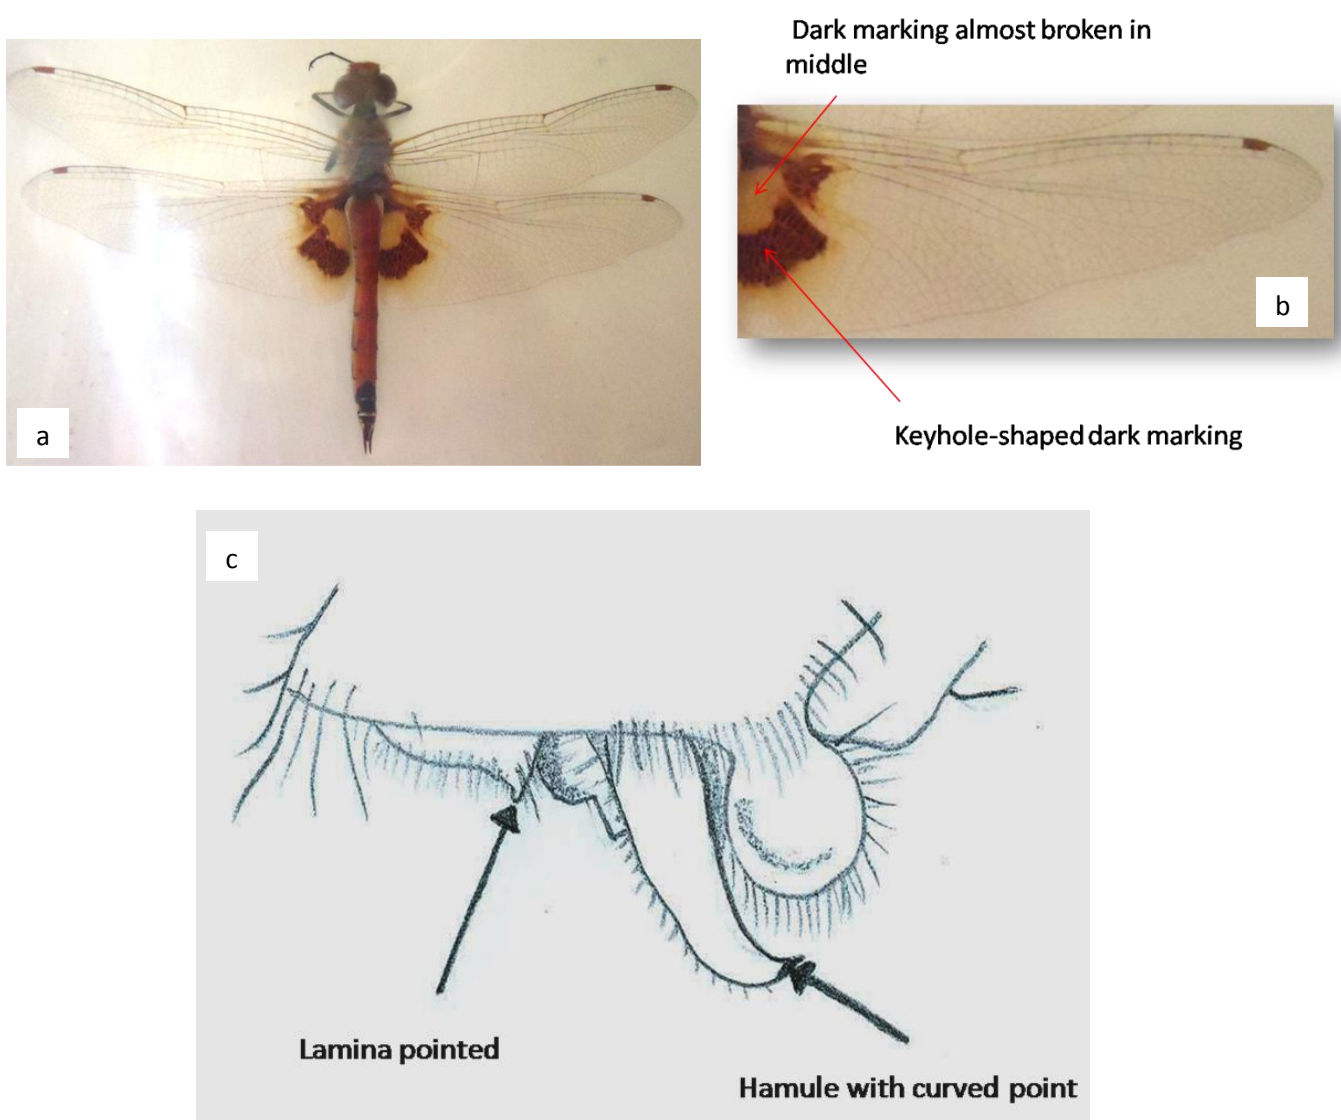 Dark marking almost broken in
middle
a
b
Keyhole-shaped dark marking
c
Lamina pointed
Hamule with curved point